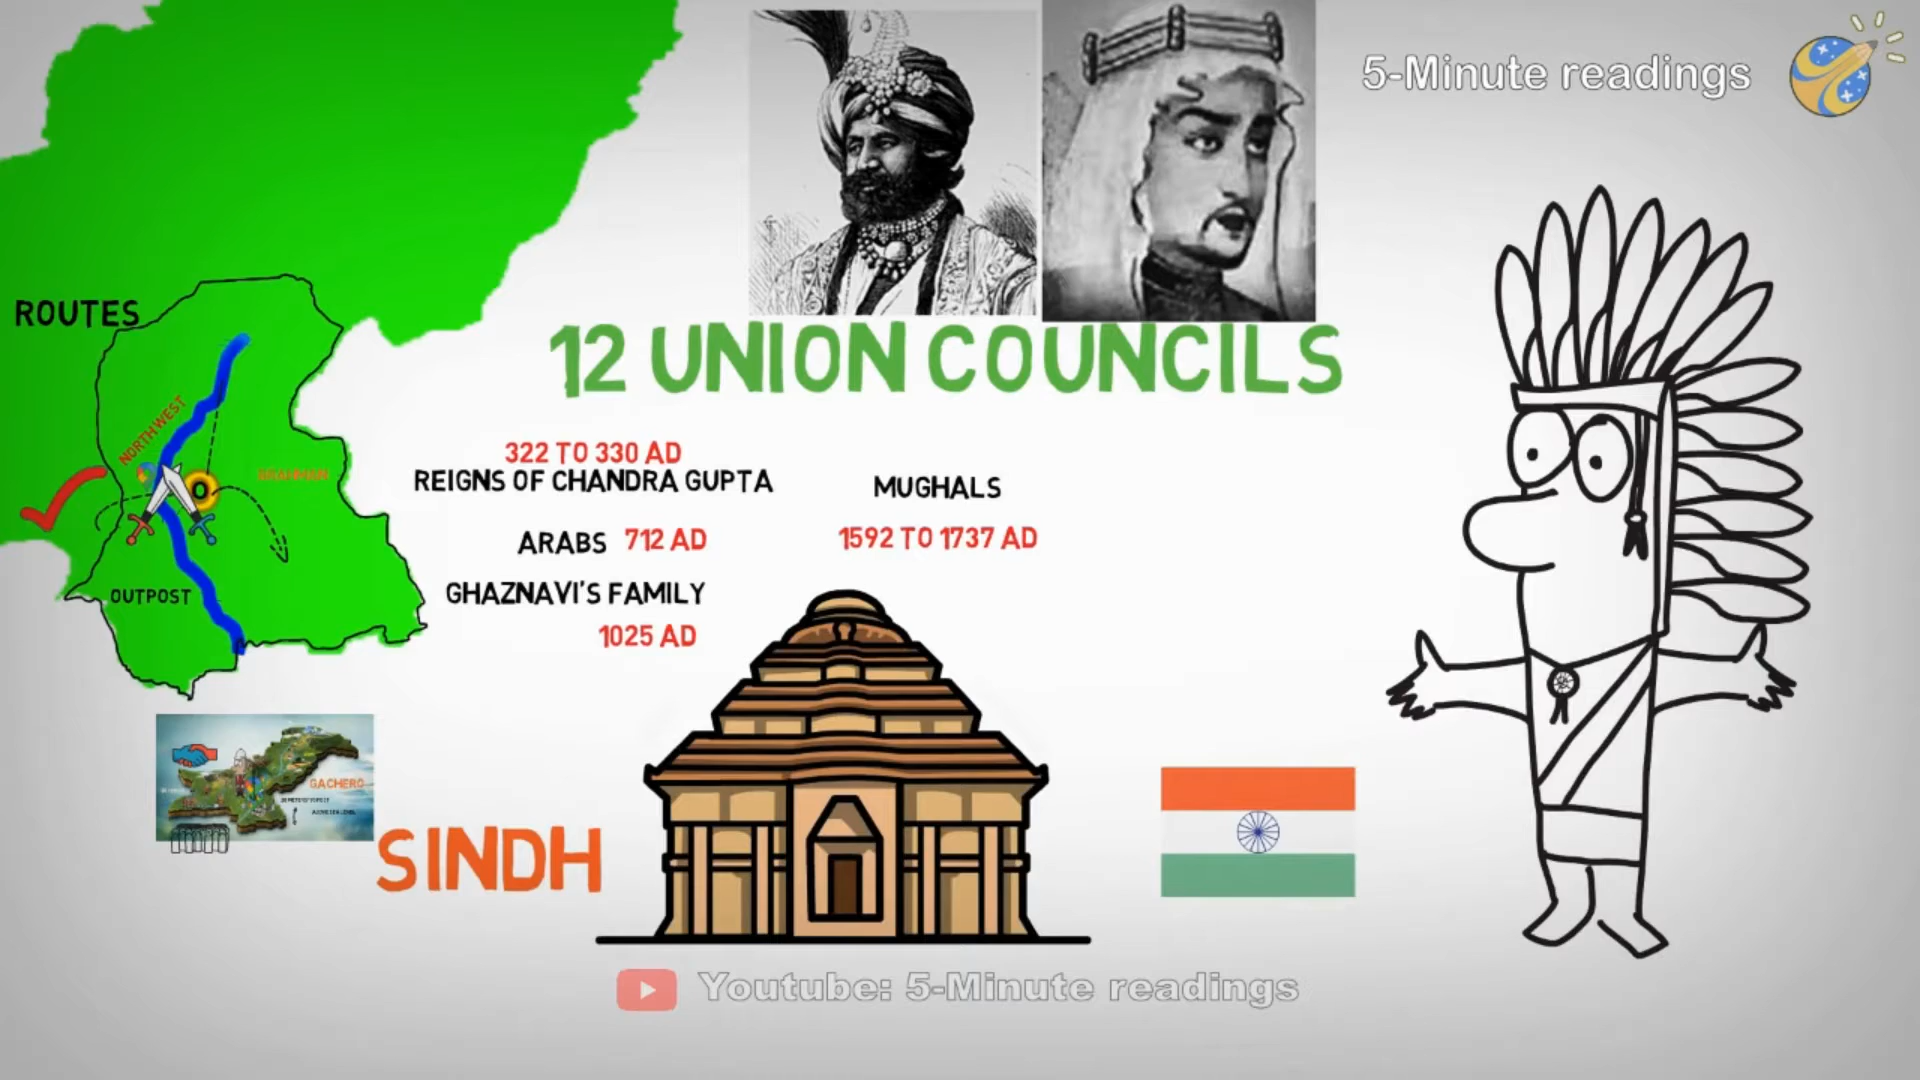 5-Minute readings
ROUTES
12 UNION COUNCILS
NORTH WEST
322 TO 330 AD
REIGNS OF CHANDRA GUPTA
MUGHALS
ARABS 712 AD
1592 TO 1737 AD
OUTPOST
GHAZNAVI'S FAMILY
1025 AD
GACHERO
SINDH
Youtube: 5-Minute readings